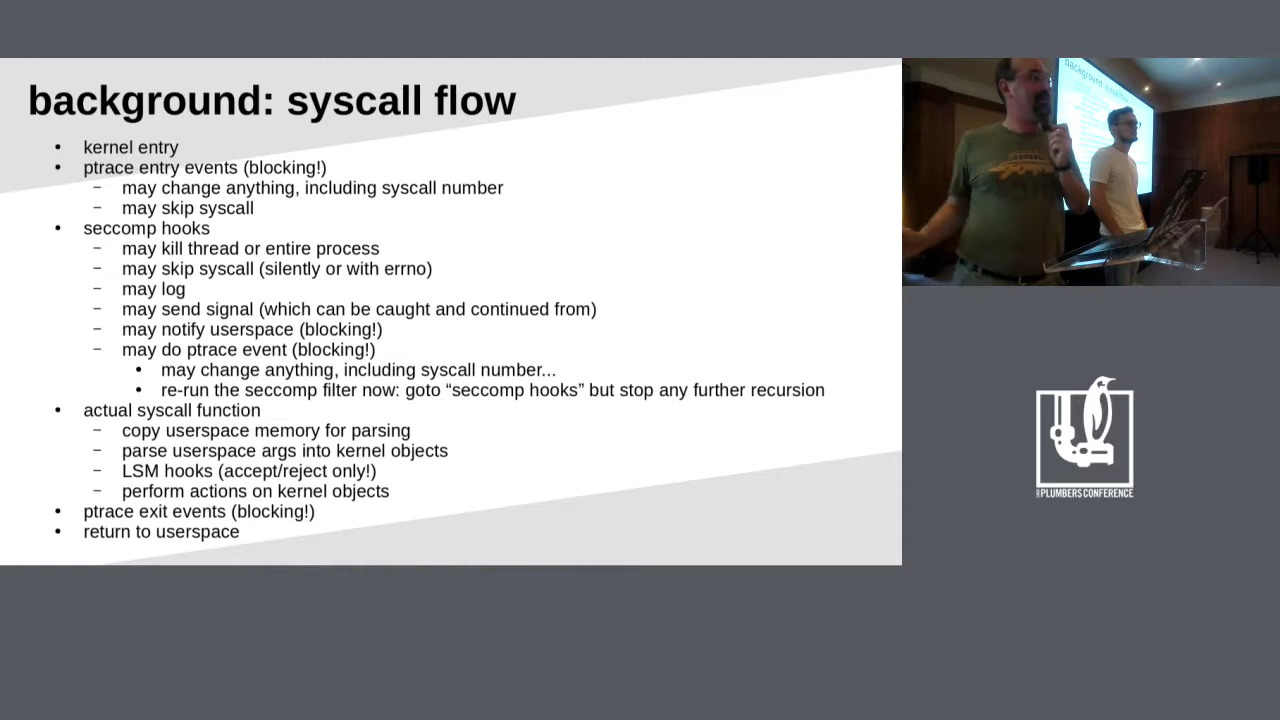 background: syscall flow
• kernel entry
• ptrace entry events (blocking!)
– may change anything, including syscall number
– may skip syscall
• seccomp hooks
– may kill thread or entire process
– may skip syscall (silently or with errno)
– may log
– may send signal (which can be caught and continued from)
– may notify userspace (blocking!)
– may do ptrace event (blocking!)
• may change anything, including syscall number...
• re-run the seccomp filter now: goto “seccomp hooks” but stop any further recursion
• actual syscall function
– copy userspace memory for parsing
– parse userspace args into kernel objects
– LSM hooks (accept/reject only!)
– perform actions on kernel objects
• ptrace exit events (blocking!)
• return to userspace
background: syscall flow
PLUMBERS CONFERENCE